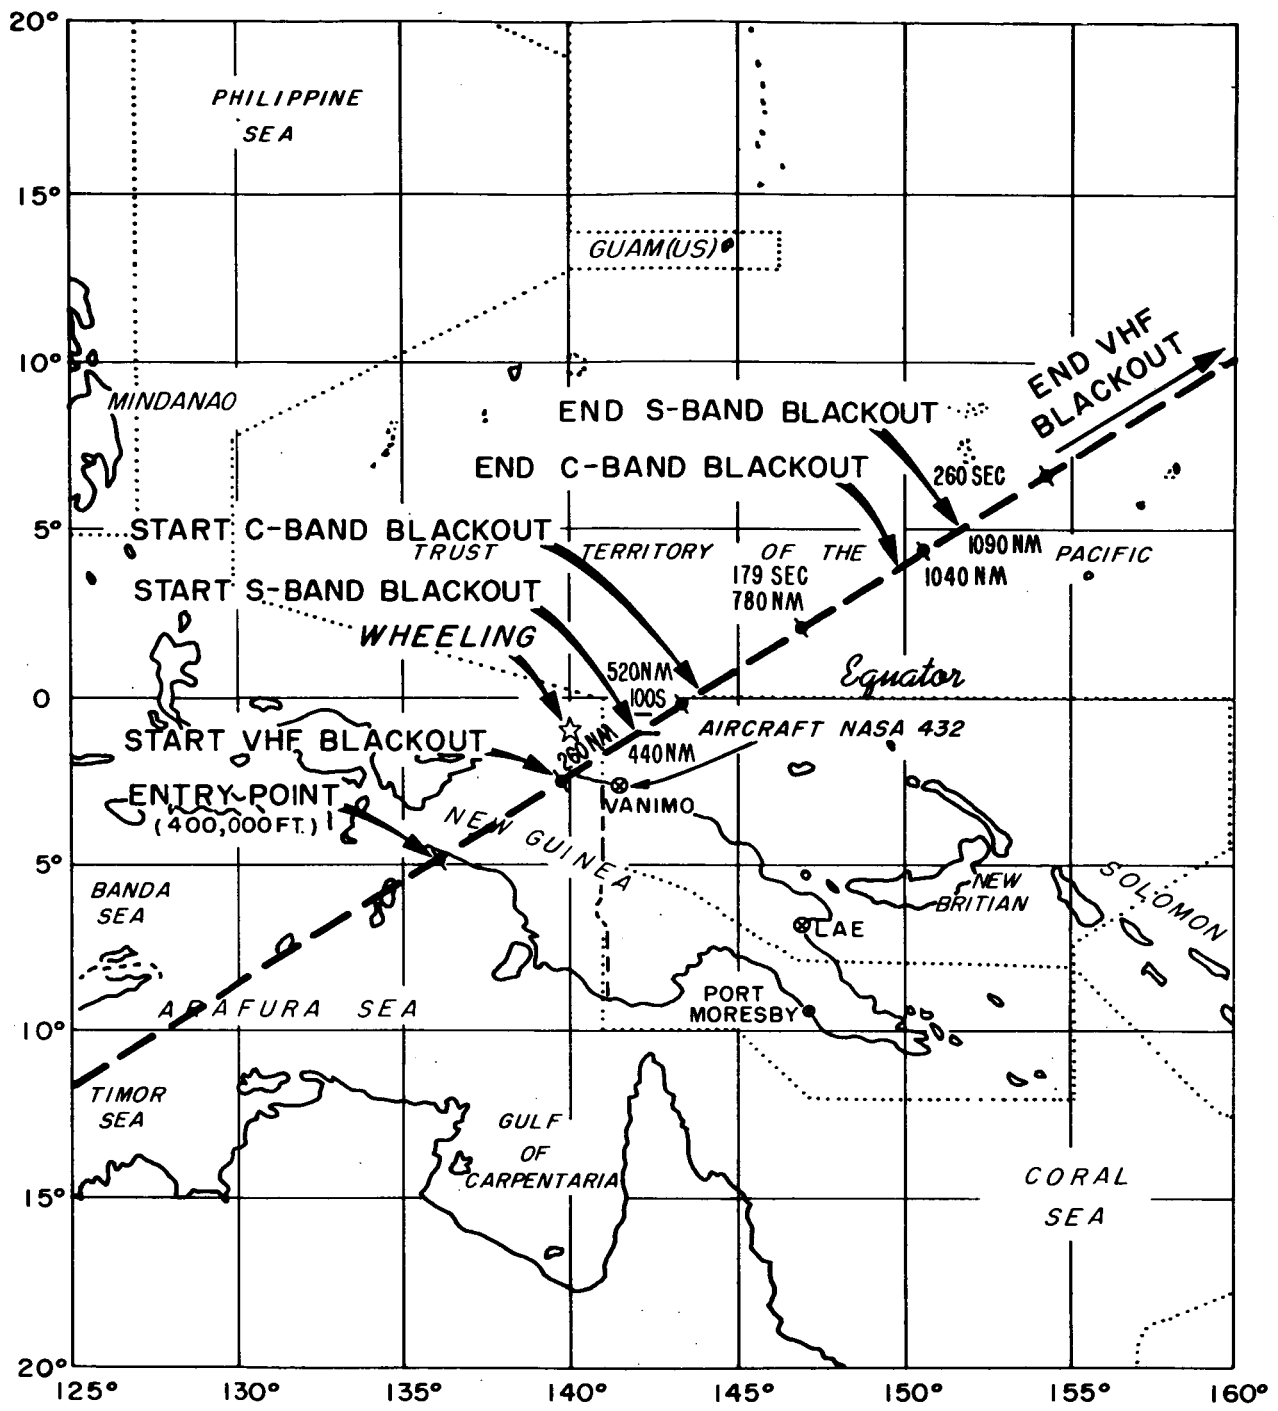 20°
PHILIPPINE
SEA
15°
GUAM(US)
10°
MINDANAO
END VHF
BLACKOUT
END S-BAND BLACKOUT
END C-BAND BLACKOUT
260 SEC
5°
START C-BAND BLACKOUT
1090 NM
TRUST TERRITORY OF THE PACIFIC
179 SEC
1040 NM
780 NM
START S-BAND BLACKOUT
WHEELING
520NM
Equator
0
100S
AIRCRAFT NASA 432
START VHF BLACKOUT
260NM
440NM
ENTRY-POINT
(400,000FT.)
VANIMO
NEW GUINEA
5°
BANDA
SEA
NEW
BRITIAN
SOLOMON
LAE
ARAFURA SEA
PORT
MORESBY
10°
TIMOR
SEA
GULF
OF
CARPENTARIA
CORAL
SEA
15°
20°
125° 130° 135° 140° 145° 150° 155° 160°